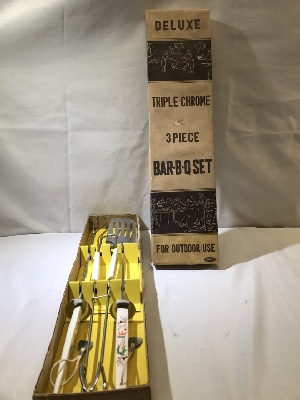 DELUXE
TRIPLE CHROME
3 PIECE
BAR-B-Q SET
FOR OUTDOOR USE